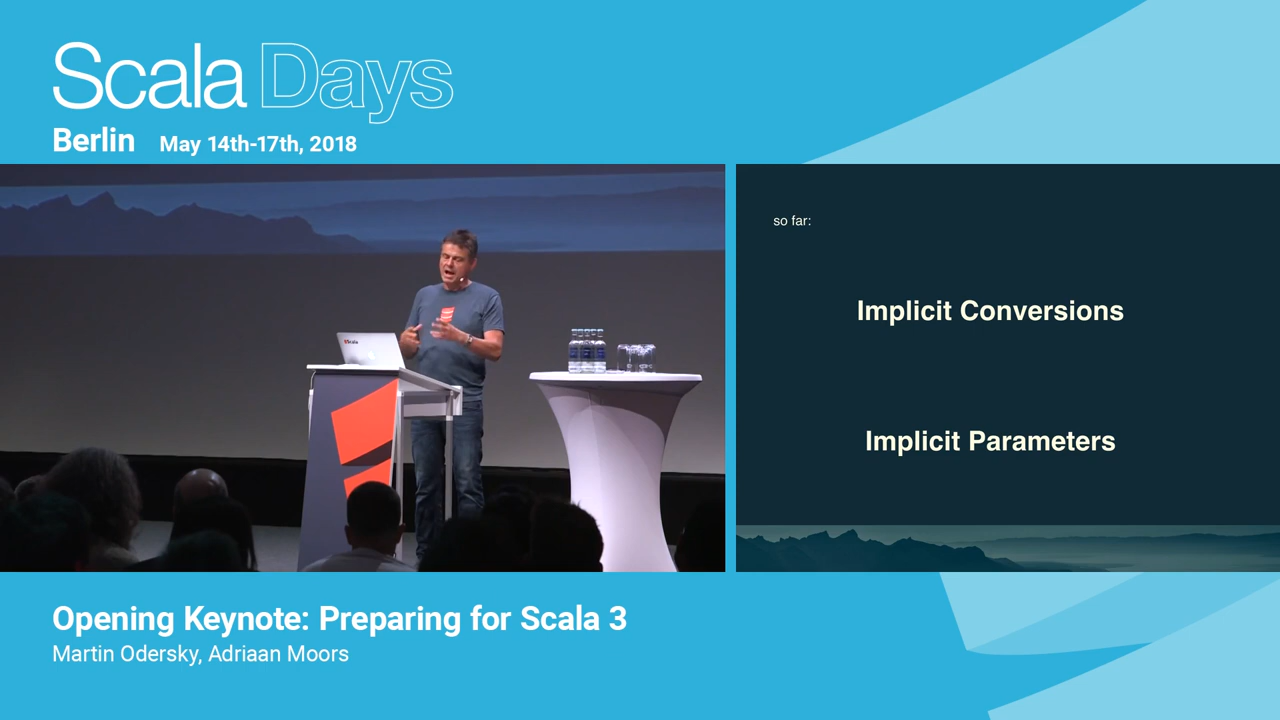 Scala Days
Berlin May 14th-17th, 2018
so far:
Implicit Conversions
Implicit Parameters
Scala
Opening Keynote: Preparing for Scala 3
Martin Odersky, Adriaan Moors